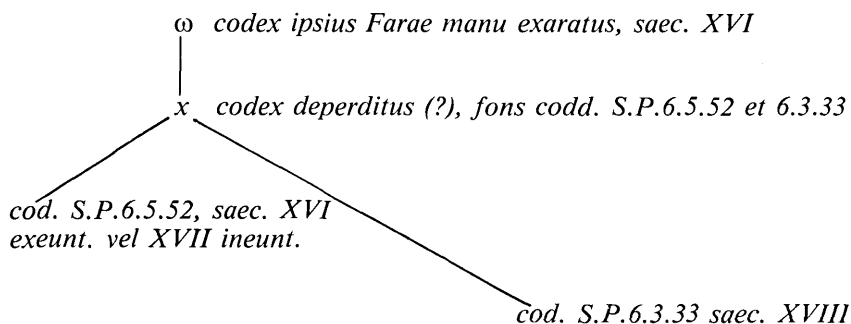 ω codex ipsius Farae manu exaratus, saec. XVI
x codex deperditus (?), fons codd. S.P.6.5.52 et 6.3.33
cod. S.P.6.5.52, saec. XVI
exeunt. vel XVII ineunt.
cod. S.P.6.3.33 saec. XVIII